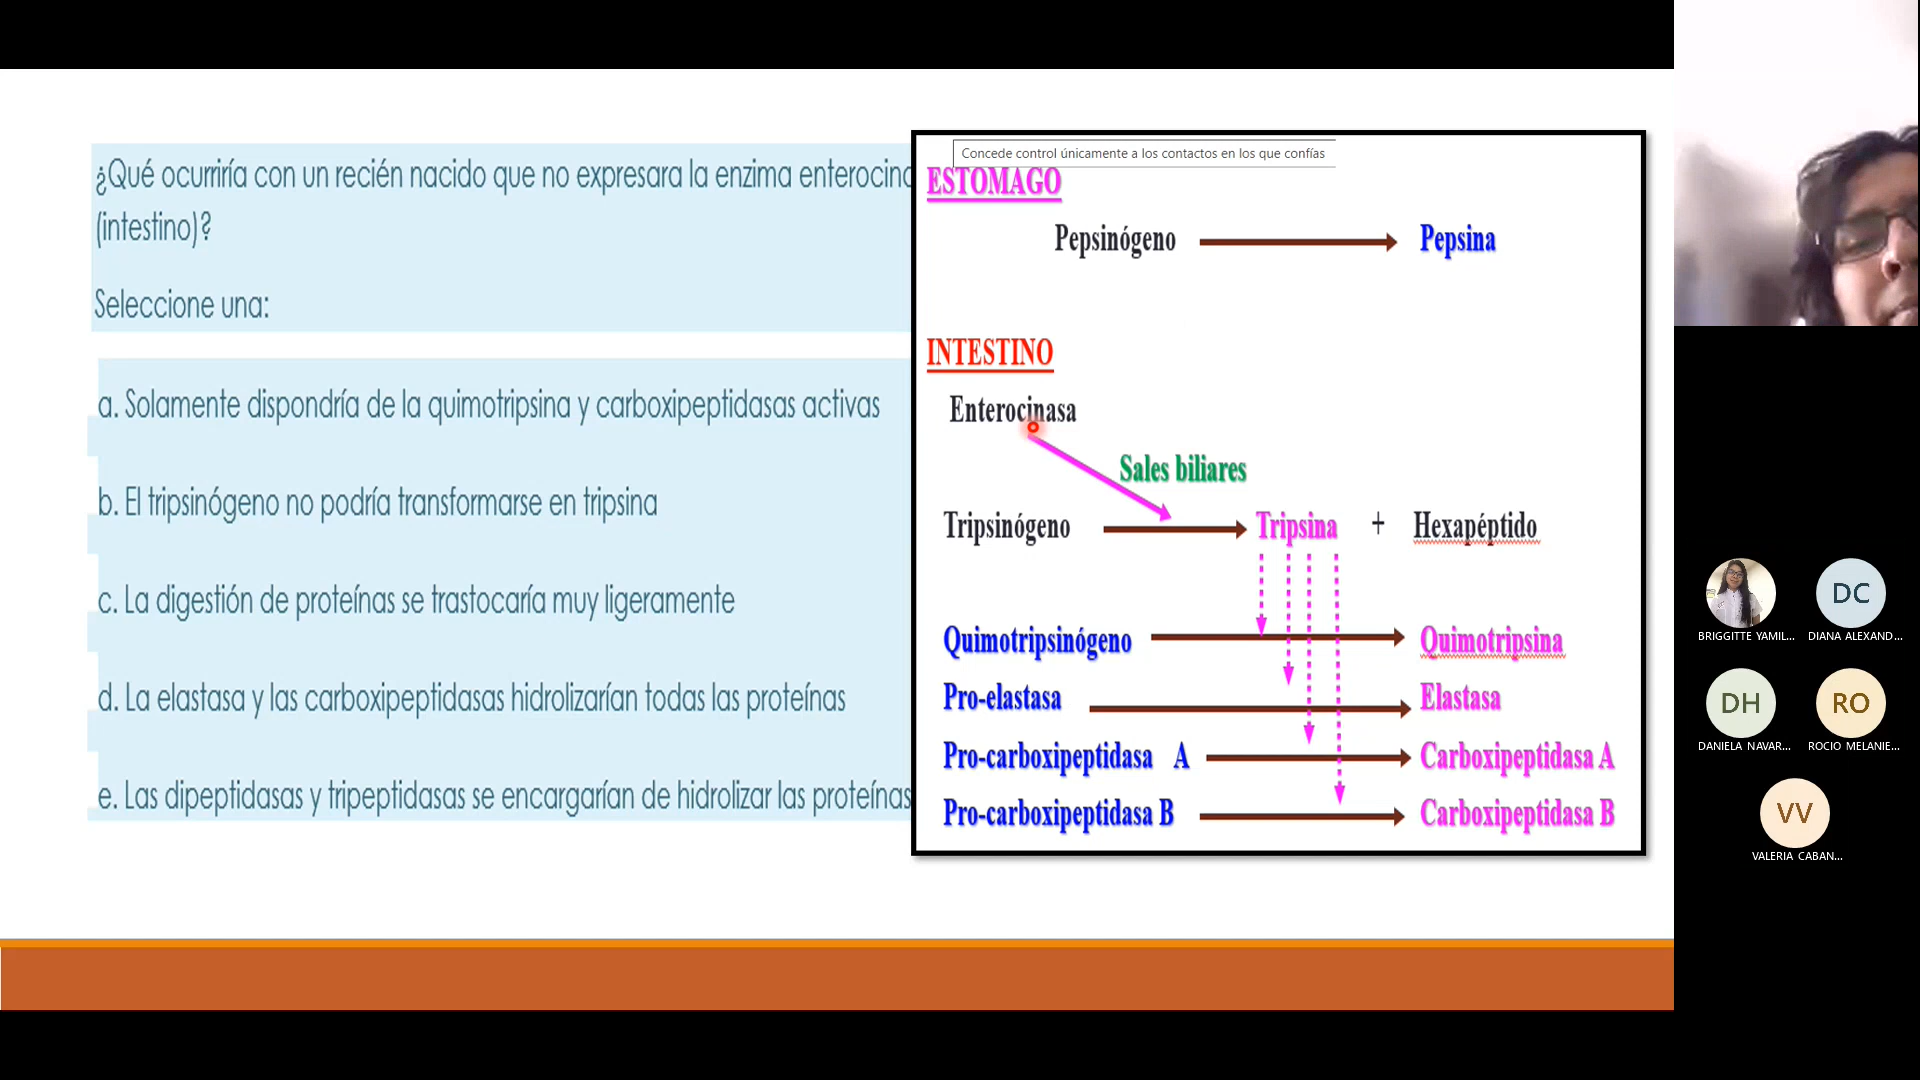 ¿Qué ocurriría con un recién nacido que no expresara la enzima
(intestino)?
Seleccione una:
a. Solamente dispondría de la quimotripsina y carboxipeptidasas activas
b. El tripsinógeno no podría transformarse en tripsina
c. La digestión de proteínas se trastocaría muy ligeramente
d. La elastasa y las carboxipeptidasas hidrolizarían todas las proteínas
e. Las dipeptidasas y tripeptidasas se encargarían de hidrolizar las proteínas
Concede control únicamente a los contactos en los que confías
ESTOMAGO
Pepsinógeno Pepsina
INTESTINO
Enterocinasa
Sales biliares
Tripsinógeno Tripsina + Hexapéptido
Quimotripsinógeno Quimotripsina
Pro-elastasa Elastasa
Pro-carboxipeptidasa A Carboxipeptidasa A
Pro-carboxipeptidasa B Carboxipeptidasa B
DC
BRIGGITTE YAMIL... DIANA ALEXAND...
DH RO
DANIELA NAVAR... ROCIO MELANIE...
VV
VALERIA CABAN...